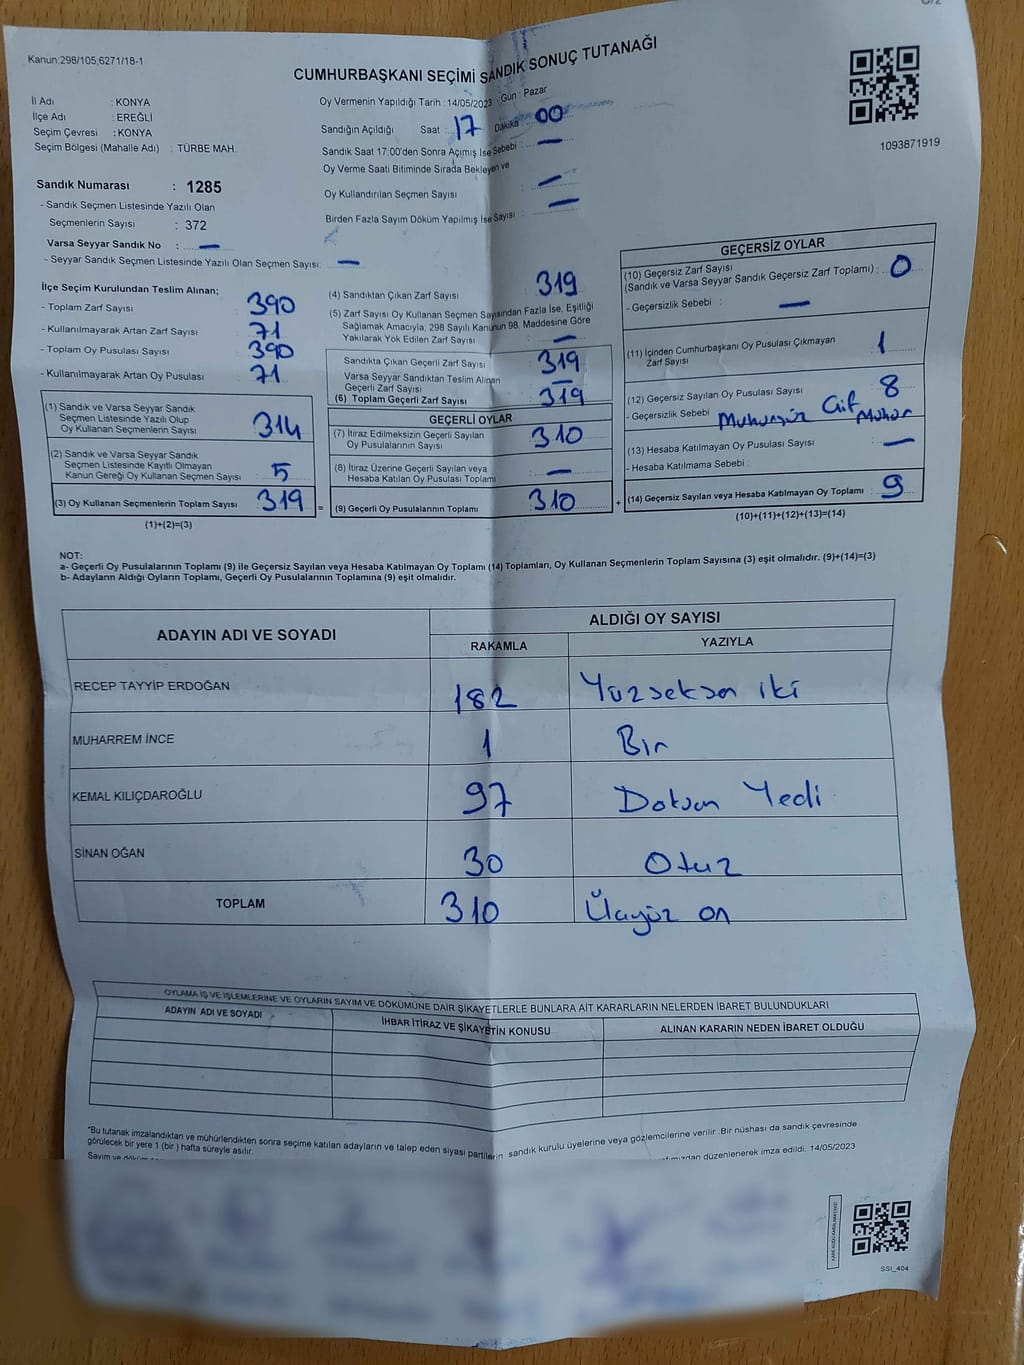 Kanun:298/105;6271/18-1
CUMHURBAŞKANI SEÇİMİ SANDIK SONUÇ TUTANAĞI
1093871919
İl Adı : KONYA
İlçe Adı : EREĞLİ
Seçim Çevresi : KONYA
Seçim Bölgesi (Mahalle Adı) : TÜRBE MAH.
Oy Vermenin Yapıldığı Tarih : 14/05/2023 - Gün : Pazar
Sandığın Açıldığı Saat : 17 Dakika : 00
Sandık Saat 17:00'den Sonra Açmış İse Sebebi : —
Oy Verme Saati Bitiminde Sırada Bekleyen ve
Oy Kullandırılan Seçmen Sayısı : —
Birden Fazla Sayım Döküm Yapılmış İse Sayısı : —
Sandık Numarası : 1285
- Sandık Seçmen Listesinde Yazılı Olan
Seçmenlerin Sayısı : 372
Varsa Seyyar Sandık No : —
- Seyyar Sandık Seçmen Listesinde Yazılı Olan Seçmen Sayısı: —
İlçe Seçim Kurulundan Teslim Alınan;
- Toplam Zarf Sayısı : 390
- Kullanılmayarak Artan Zarf Sayısı : 71
- Toplam Oy Pusulası Sayısı : 390
- Kullanılmayarak Artan Oy Pusulası : 71
(1) Sandık ve Varsa Seyyar Sandık
Seçmen Listesinde Yazılı Olup
Oy Kullanan Seçmenlerin Sayısı 314
(2) Sandık ve Varsa Seyyar Sandık
Seçmen Listesinde Kayıtlı Olmayan
Kanun Gereği Oy Kullanan Seçmen Sayısı 5
(3) Oy Kullanan Seçmenlerin Toplam Sayısı 319
(1)+(2)=(3)
(4) Sandıktan Çıkan Zarf Sayısı 319
(5) Zarf Sayısı Oy Kullanan Seçmen Sayısından Fazla İse, Eşitliği
Sağlamak Amacıyla; 298 Sayılı Kanunun 98. Maddesine Göre
Yakılarak Yok Edilen Zarf Sayısı —
Sandıkta Çıkan Geçerli Zarf Sayısı 319
Varsa Seyyar Sandıktan Teslim Alınan
Geçerli Zarf Sayısı —
(6) Toplam Geçerli Zarf Sayısı 319
GEÇERLİ OYLAR
(7) İtiraz Edilmeksizin Geçerli Sayılan
Oy Pusulalarının Sayısı 310
(8) İtiraz Üzerine Geçerli Sayılan veya
Hesaba Katılan Oy Pusulası Toplamı —
= (9) Geçerli Oy Pusulalarının Toplamı 310 +
GEÇERSİZ OYLAR
(10) Geçersiz Zarf Sayısı
(Sandık ve Varsa Seyyar Sandık Geçersiz Zarf Toplamı) : 0
- Geçersizlik Sebebi : —
(11) İçinden Cumhurbaşkanı Oy Pusulası Çıkmayan
Zarf Sayısı : 1
(12) Geçersiz Sayılan Oy Pusulası Sayısı : 8
- Geçersizlik Sebebi : Mühürsüz Çift Mühür
(13) Hesaba Katılmayan Oy Pusulası Sayısı : —
- Hesaba Katılmama Sebebi :
(14) Geçersiz Sayılan veya Hesaba Katılmayan Oy Toplamı : 9
(10)+(11)+(12)+(13)=(14)
NOT:
a- Geçerli Oy Pusulalarının Toplamı (9) ile Geçersiz Sayılan veya Hesaba Katılmayan Oy Toplamı (14) Toplamları, Oy Kullanan Seçmenlerin Toplam Sayısına (3) eşit olmalıdır. (9)+(14)=(3)
b- Adayların Aldığı Oyların Toplamı, Geçerli Oy Pusulalarının Toplamına (9) eşit olmalıdır.
ADAYIN ADI VE SOYADI ALDIĞI OY SAYISI
RAKAMLA YAZIYLA
RECEP TAYYİP ERDOĞAN 182 Yüzseksen iki
MUHARREM İNCE 1 Bir
KEMAL KILIÇDAROĞLU 97 Doksan Yedi
SİNAN OĞAN 30 Otuz
TOPLAM 310 Üçyüz on
OYLAMA İŞ VE İŞLEMLERİNE VE OYLARIN SAYIM VE DÖKÜMÜNE DAİR ŞİKAYETLERLE BUNLARA AİT KARARLARIN NELERDEN İBARET BULUNDUKLARI
ADAYIN ADI VE SOYADI İHBAR İTİRAZ VE ŞİKAYETİN KONUSU ALINAN KARARIN NEDEN İBARET OLDUĞU
"Bu tutanak imzalandıktan ve mühürlendikten sonra seçime katılan adayların ve talep eden siyasi partilerin sandık kurulu üyelerine veya gözlemcilerine verilir. Bir nüshası da sandık çevresinde
görülecek bir yere 1 (bir) hafta süreyle asılır.
Sayım ve düzenlenerek imza edildi. 14/05/2023
SSI_404